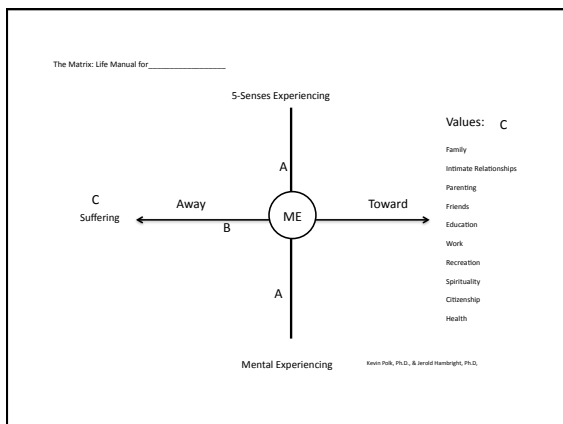 The Matrix: Life Manual for__________________
5-Senses Experiencing
Values: C
Family
A
Intimate Relationships
Parenting
C
Away
Toward
Friends
Suffering
ME
B
Education
Work
Recreation
Spirituality
A
Citizenship
Health
Mental Experiencing
Kevin Polk, Ph.D., & Jerold Hambright, Ph.D,